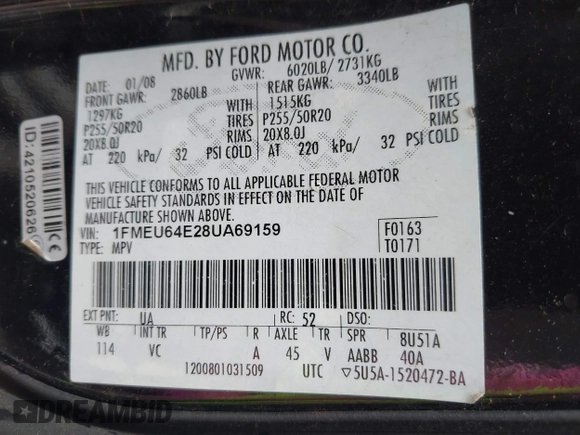 MFD. BY FORD MOTOR CO.
DATE: 01/08 GVWR: 6020LB/ 2731KG
FRONT GAWR: 2860LB REAR GAWR: 3340LB
1297KG WITH 1515KG WITH
P255/50R20 TIRES P255/50R20 TIRES
20X8.0J RIMS 20X8.0J RIMS
AT 220 kPa/ 32 PSI COLD AT 220 kPa/ 32 PSI COLD
THIS VEHICLE CONFORMS TO ALL APPLICABLE FEDERAL MOTOR
VEHICLE SAFETY STANDARDS IN EFFECT ON THE DATE OF
MANUFACTURE SHOWN ABOVE.
VIN: 1FMEU64E28UA69159 F0163
TYPE: MPV T0171
EXT PNT: UA RC: 52 DSO:
WB INT TR TP/PS R AXLE TR SPR 8U51A
114 VC A 45 V AABB 40A
1200801031509 UTC ▽5U5A-1520472-BA
ID:4210520626
DREAMBID